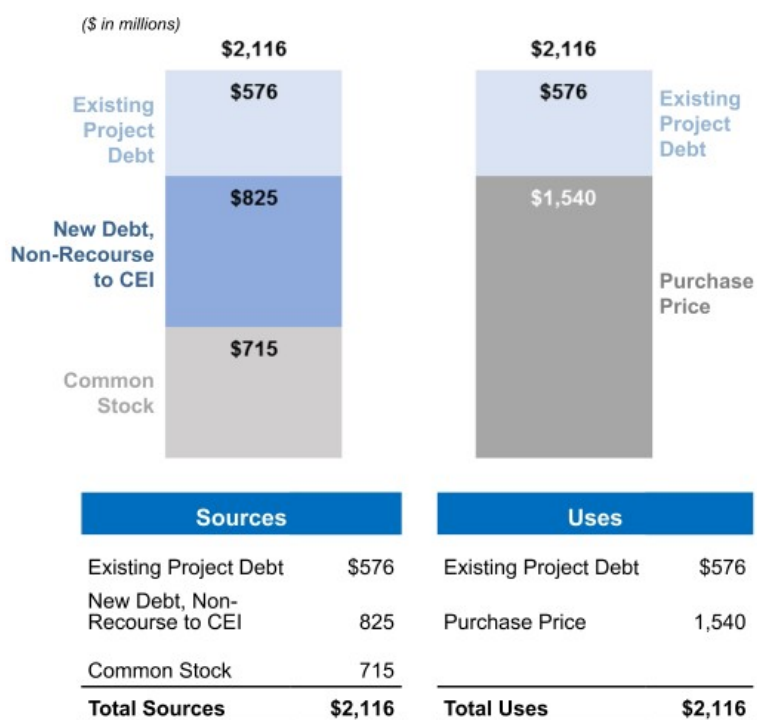 ($ in millions)
$2,116
$2,116
$576
$576
Existing
Project
Debt
Existing
Project
Debt
$825
$1,540
New Debt,
Non-Recourse
to CEI
Purchase
Price
$715
Common
Stock
Sources
Existing Project Debt $576
New Debt, Non-
Recourse to CEI 825
Common Stock 715
Total Sources $2,116
Uses
Existing Project Debt $576
Purchase Price 1,540
Total Uses $2,116